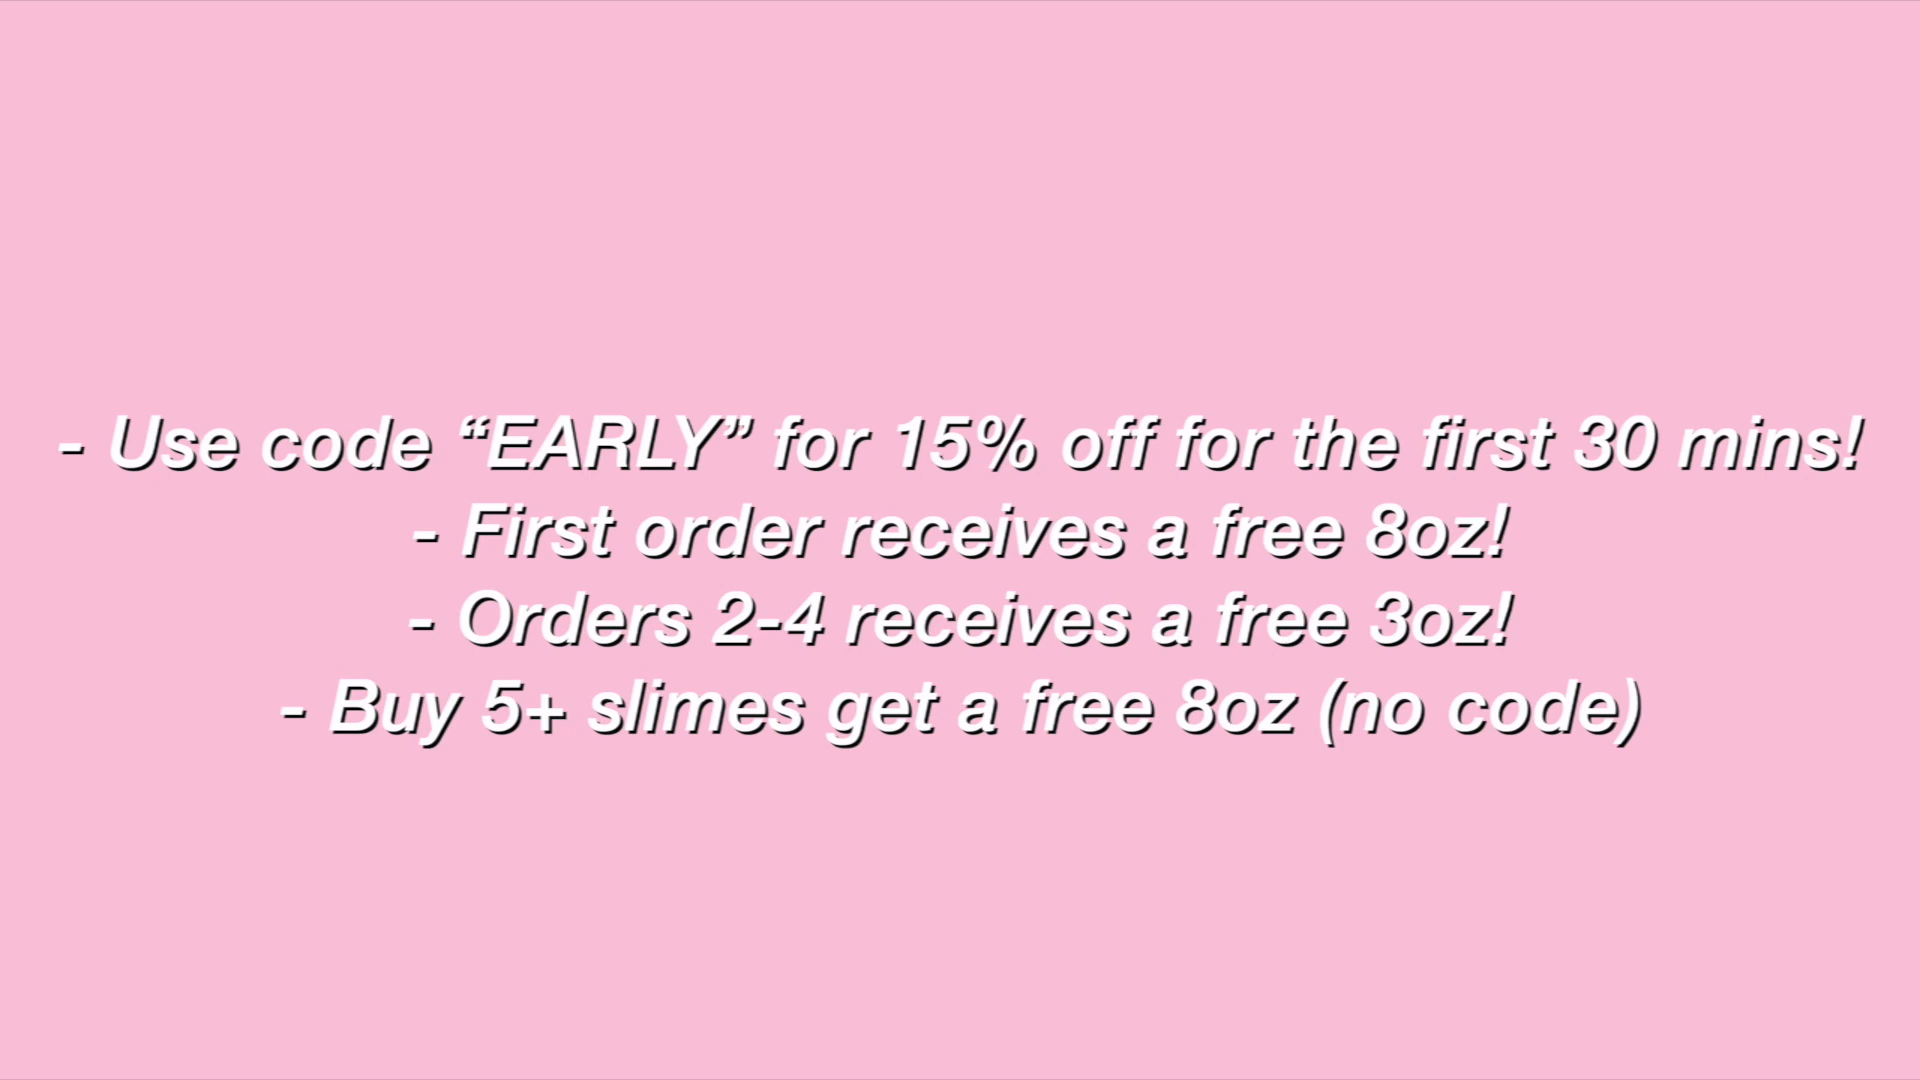 - Use code “EARLY” for 15% off for the first 30 mins!
- First order receives a free 8oz!
- Orders 2-4 receives a free 3oz!
- Buy 5+ slimes get a free 8oz (no code)